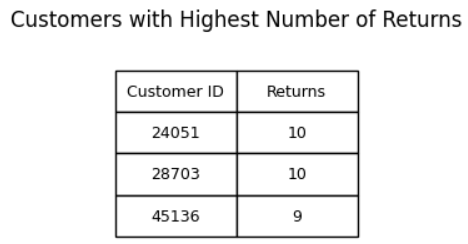 Customers with Highest Number of Returns
Customer ID Returns
24051 10
28703 10
45136 9